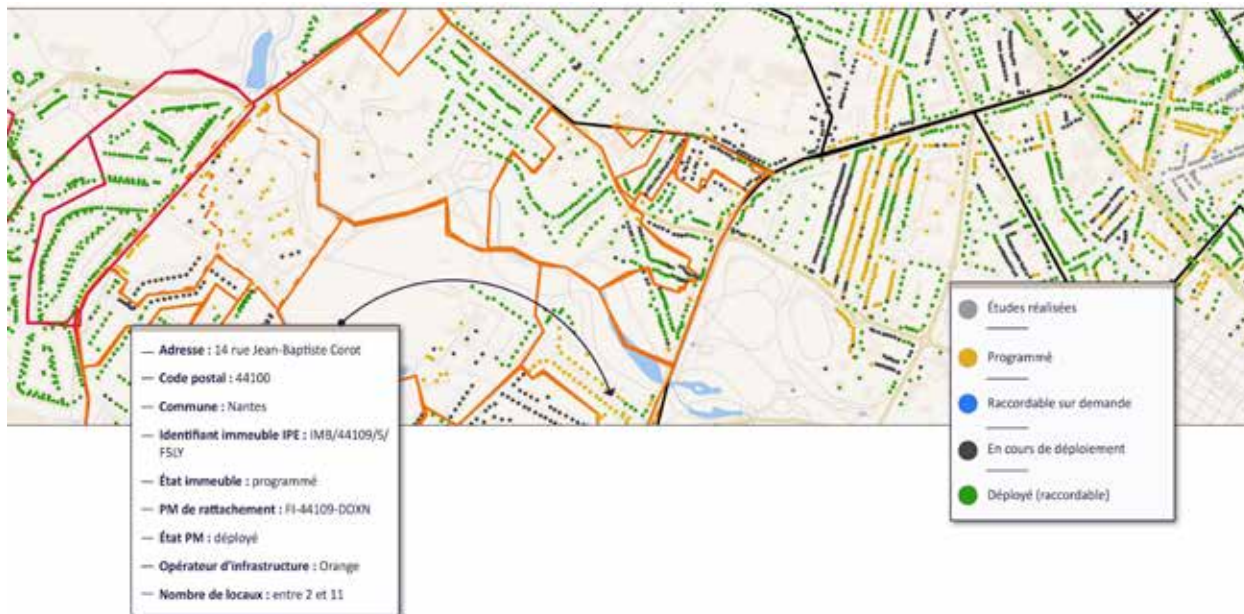 — Adresse : 14 rue Jean-Baptiste Corot
— Code postal : 44100
— Commune : Nantes
— Identifiant immeuble IPE : IMB/44109/S/
F5LY
— État immeuble : programmé
— PM de rattachement : FI-44109-DOXN
— État PM : déployé
— Opérateur d'infrastructure : Orange
— Nombre de locaux : entre 2 et 11
Études réalisées
Programmé
Raccordable sur demande
En cours de déploiement
Déployé (raccordable)